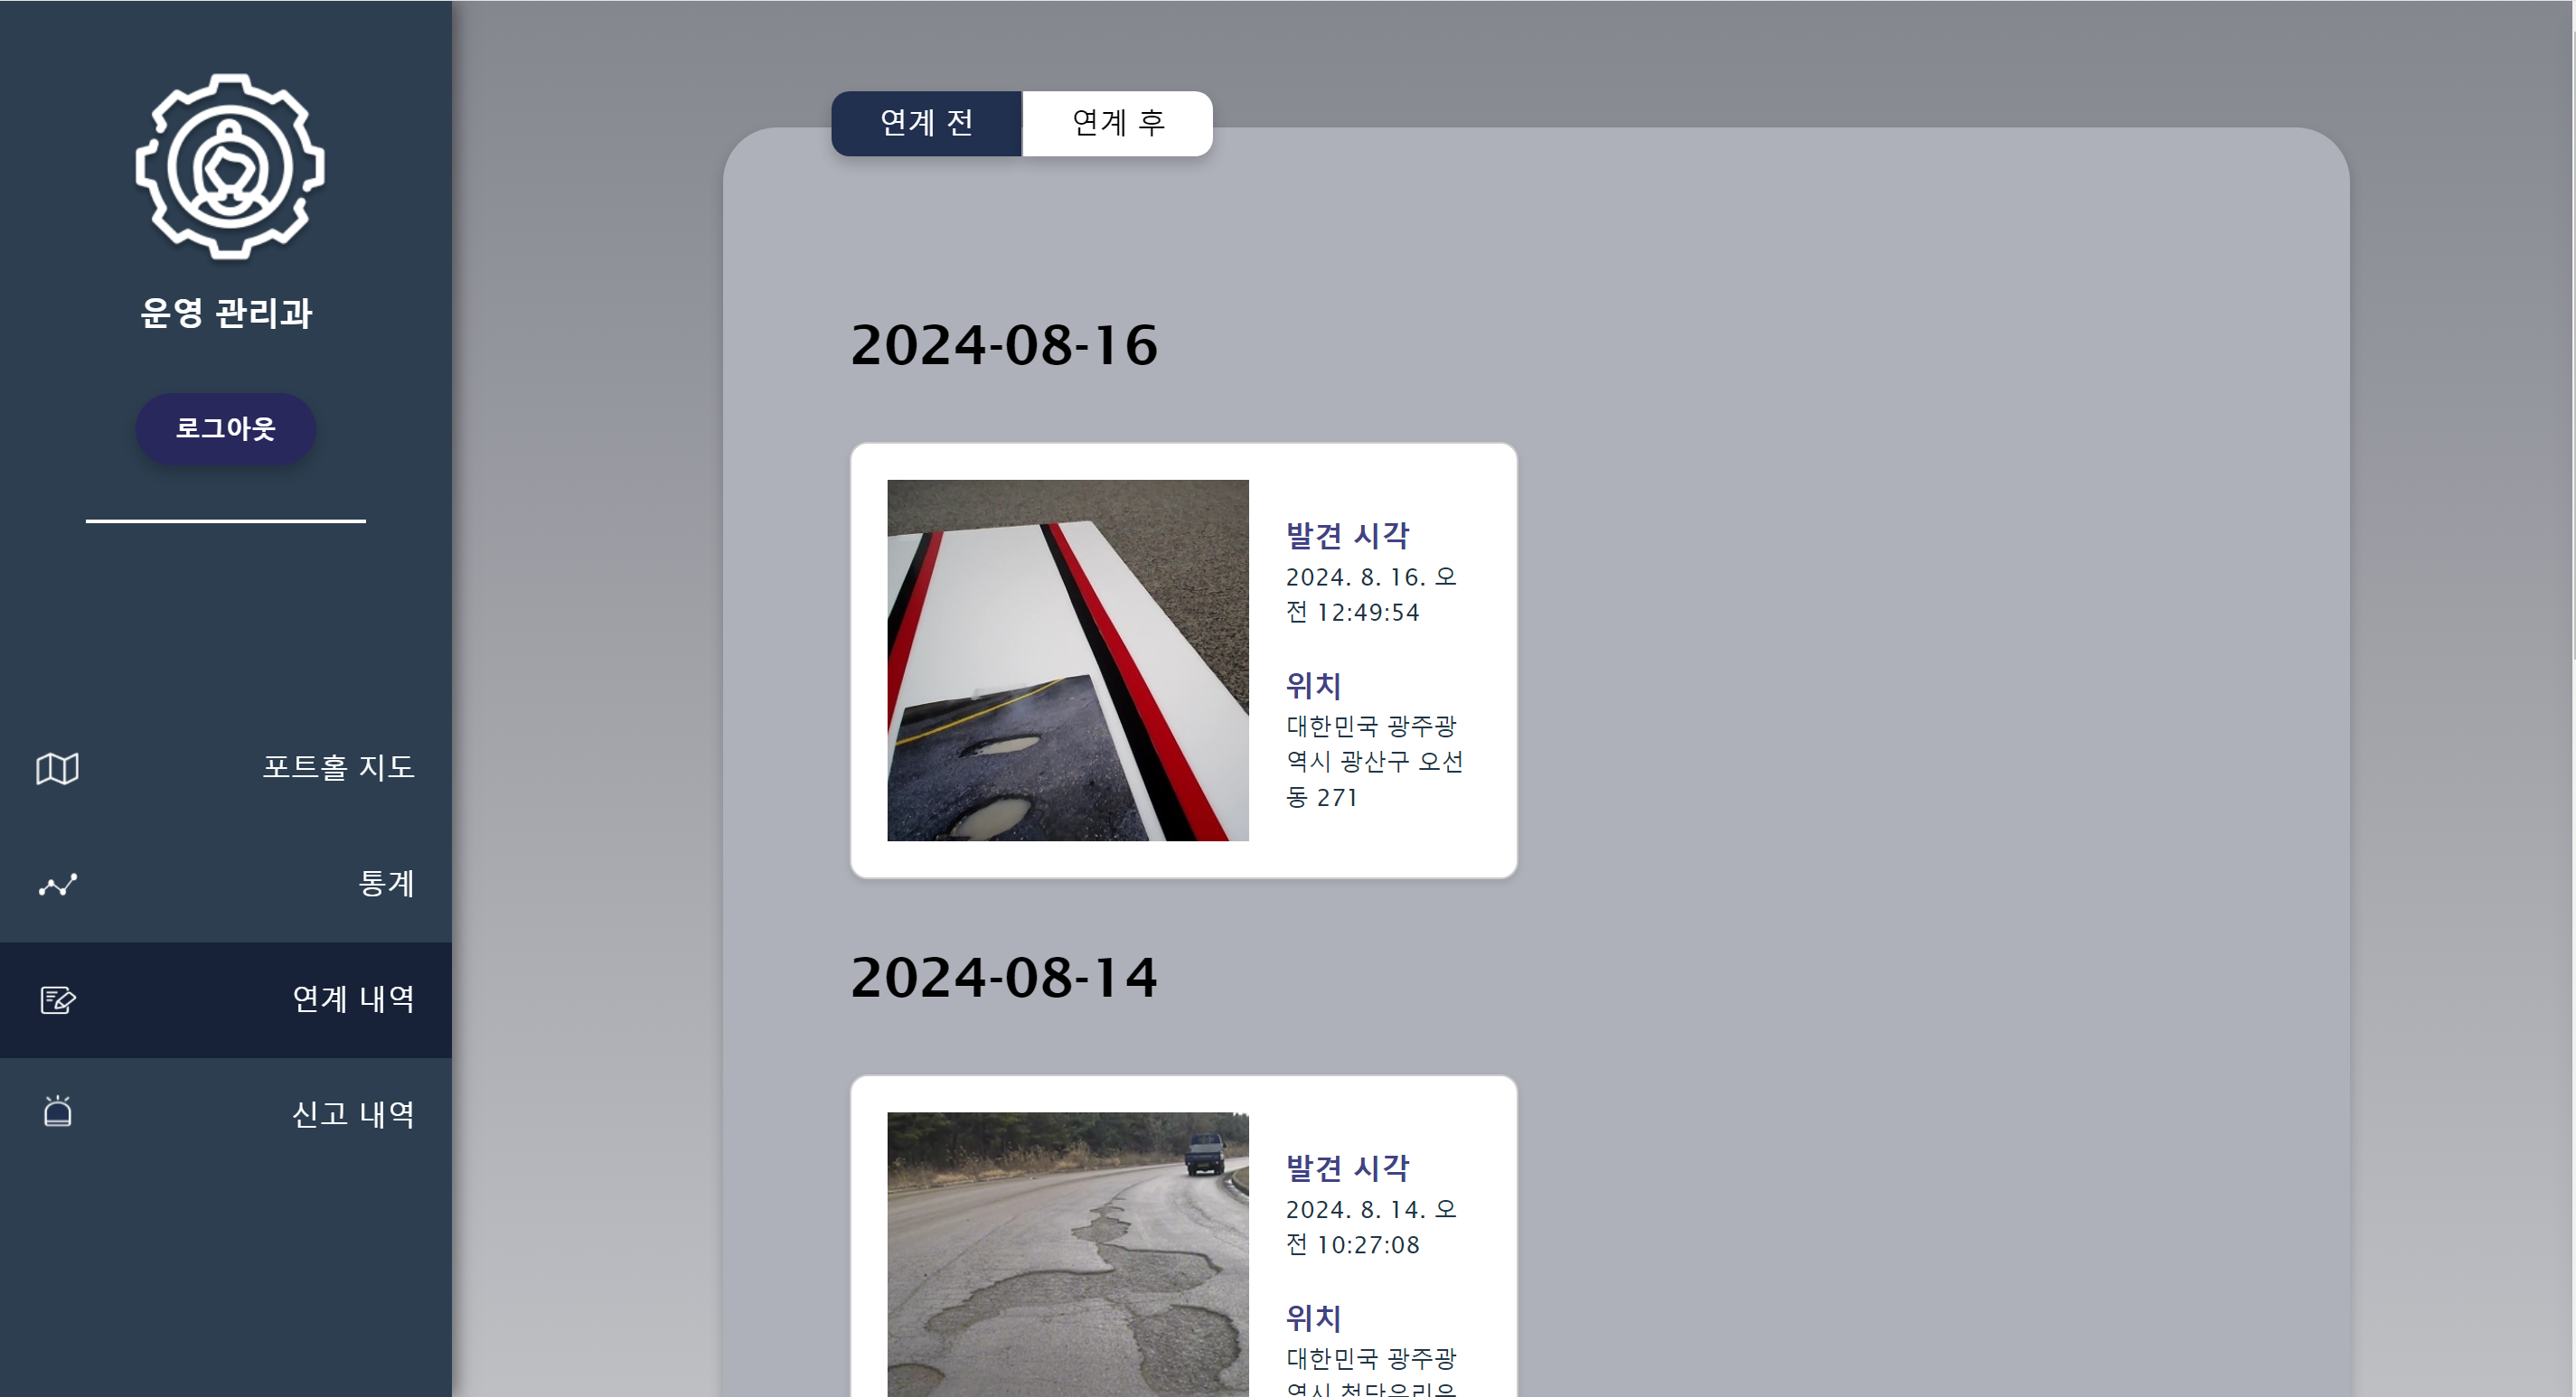 운영 관리과
로그아웃
포트홀 지도
통계
연계 내역
신고 내역
연계 전
연계 후
2024-08-16
발견 시각
2024. 8. 16. 오
전 12:49:54
위치
대한민국 광주광
역시 광산구 오선
동 271
2024-08-14
발견 시각
2024. 8. 14. 오
전 10:27:08
위치
대한민국 광주광
역시